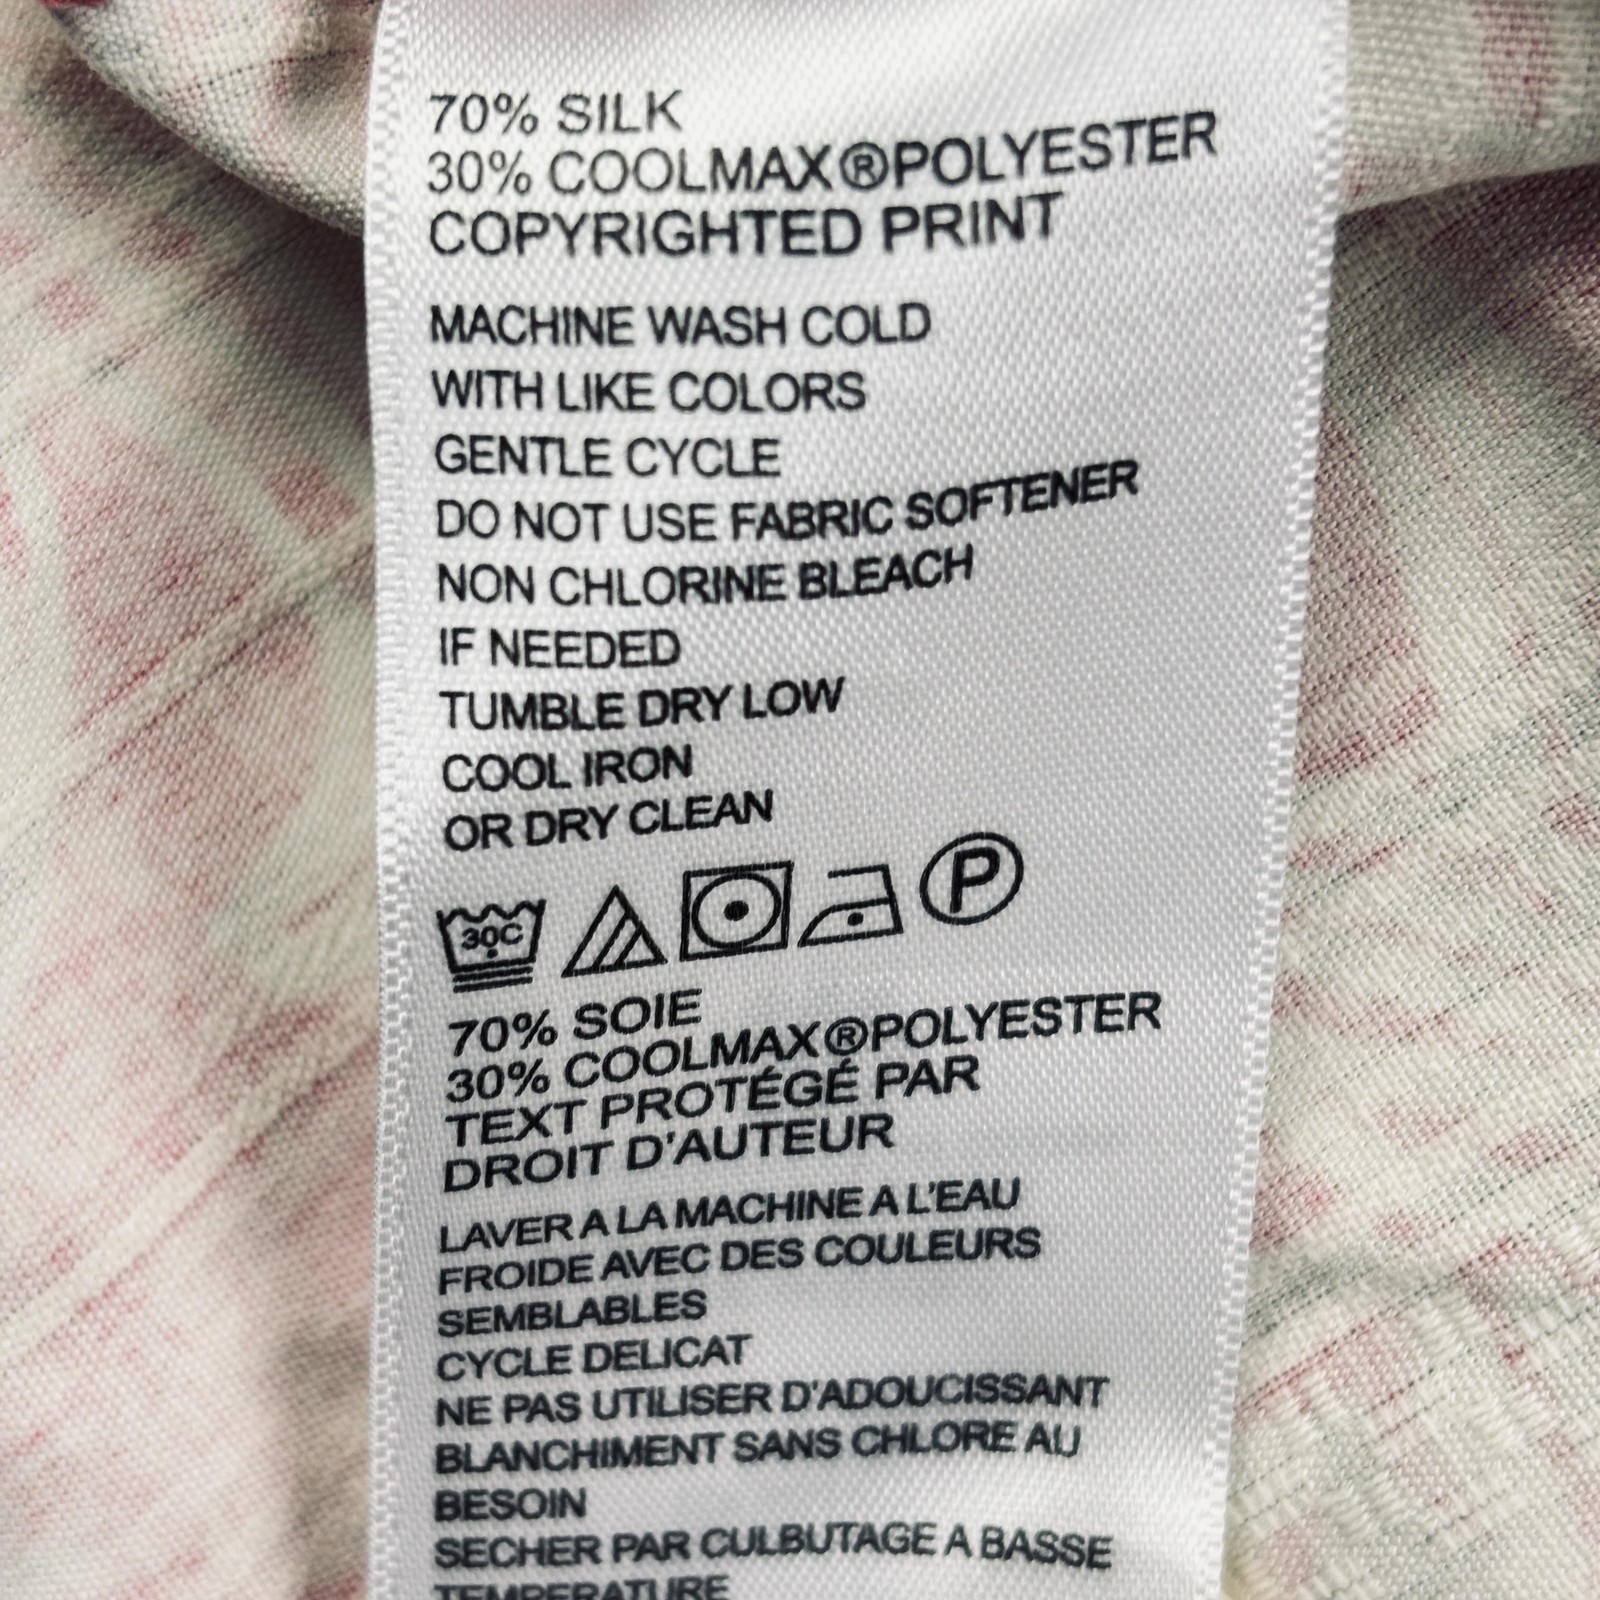 70% SILK
30% COOLMAX®POLYESTER
COPYRIGHTED PRINT
MACHINE WASH COLD
WITH LIKE COLORS
GENTLE CYCLE
DO NOT USE FABRIC SOFTENER
NON CHLORINE BLEACH
IF NEEDED
TUMBLE DRY LOW
COOL IRON
OR DRY CLEAN
30C P
70% SOIE
30% COOLMAX®POLYESTER
TEXT PROTÉGÉ PAR
DROIT D'AUTEUR
LAVER A LA MACHINE A L'EAU
FROIDE AVEC DES COULEURS
SEMBLABLES
CYCLE DELICAT
NE PAS UTILISER D'ADOUCISSANT
BLANCHIMENT SANS CHLORE AU
BESOIN
SECHER PAR CULBUTAGE A BASSE
TEMPERATURE